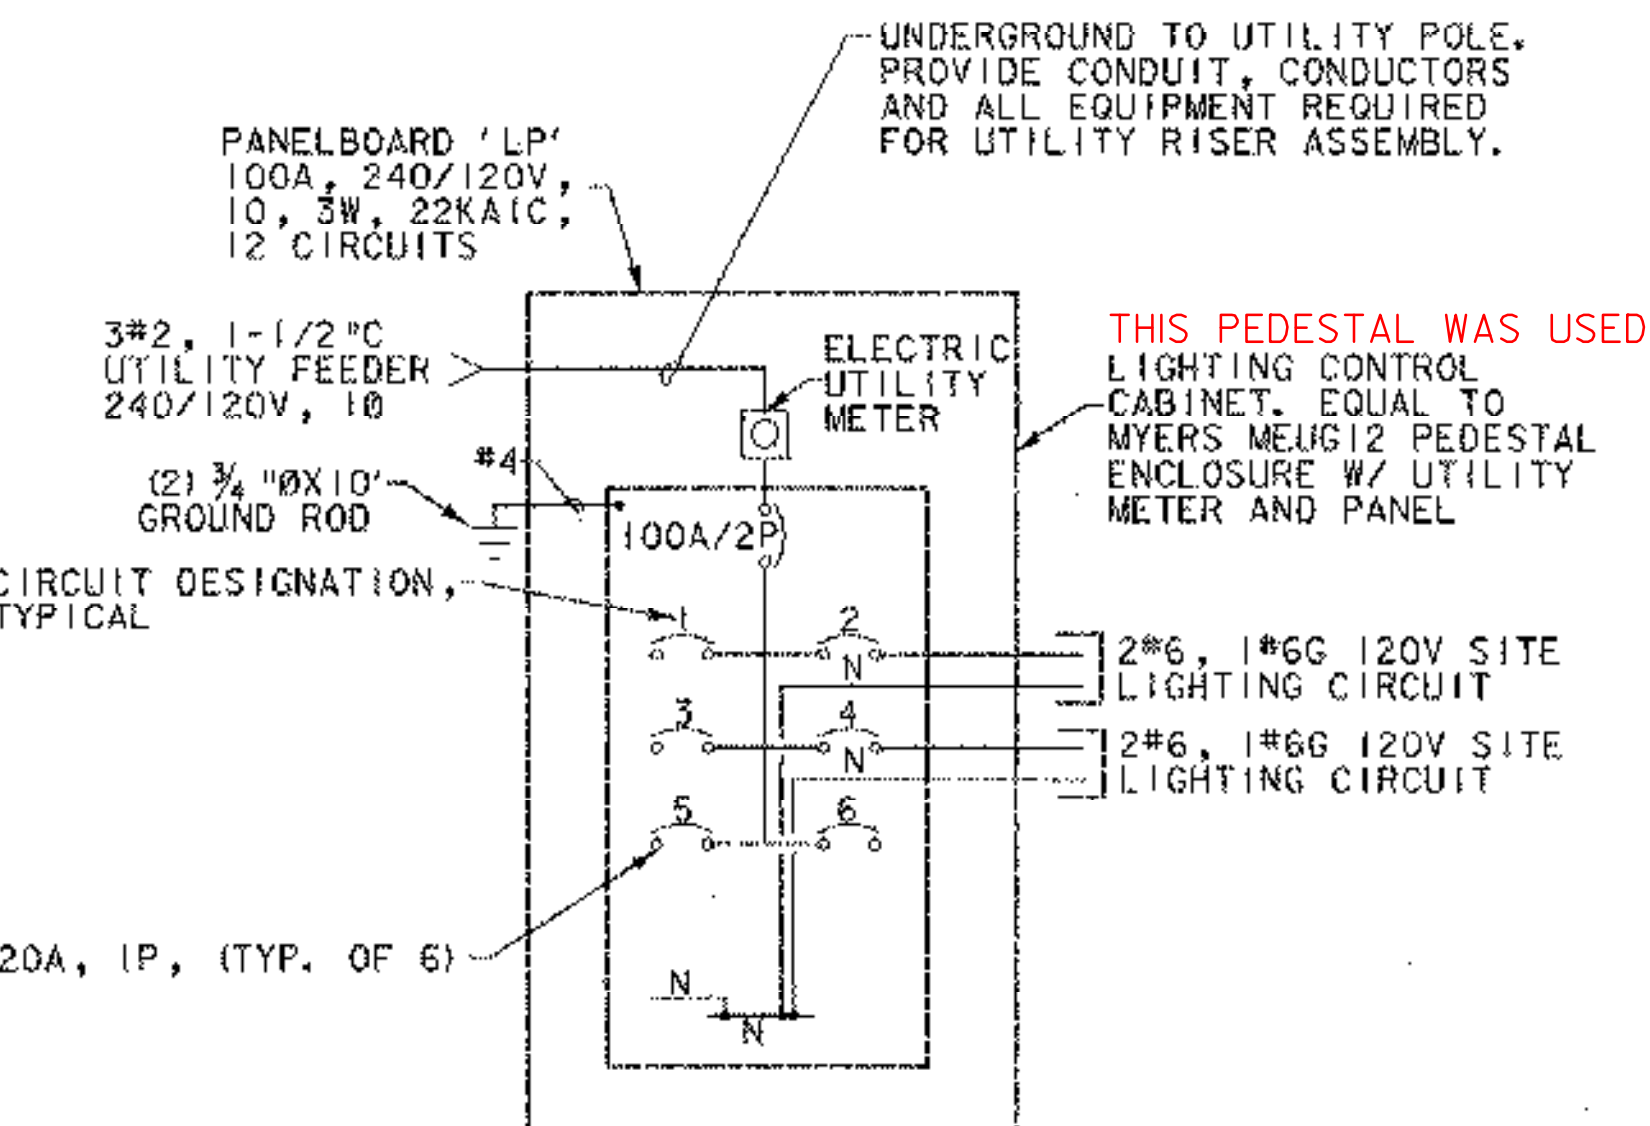 UNDERGROUND TO UTILITY POLE.
PROVIDE CONDUIT, CONDUCTORS
AND ALL EQUIPMENT REQUIRED
FOR UTILITY RISER ASSEMBLY.
PANELBOARD 'LP'
100A, 240/120V,
1Ø, 3W, 22KAIC,
12 CIRCUITS
3#2, 1-1/2"C
UTILITY FEEDER
240/120V, 1Ø
ELECTRIC
UTILITY
METER
THIS PEDESTAL WAS USED
LIGHTING CONTROL
CABINET. EQUAL TO
MYERS MEUG12 PEDESTAL
ENCLOSURE W/ UTILITY
METER AND PANEL
#4
(2) ¾"ØX10'
GROUND ROD
100A/2P
CIRCUIT DESIGNATION,
TYPICAL
1
2
N
2#6, 1#6G 120V SITE
LIGHTING CIRCUIT
3
4
N
2#6, 1#6G 120V SITE
LIGHTING CIRCUIT
5
6
20A, 1P, (TYP. OF 6)
N
N